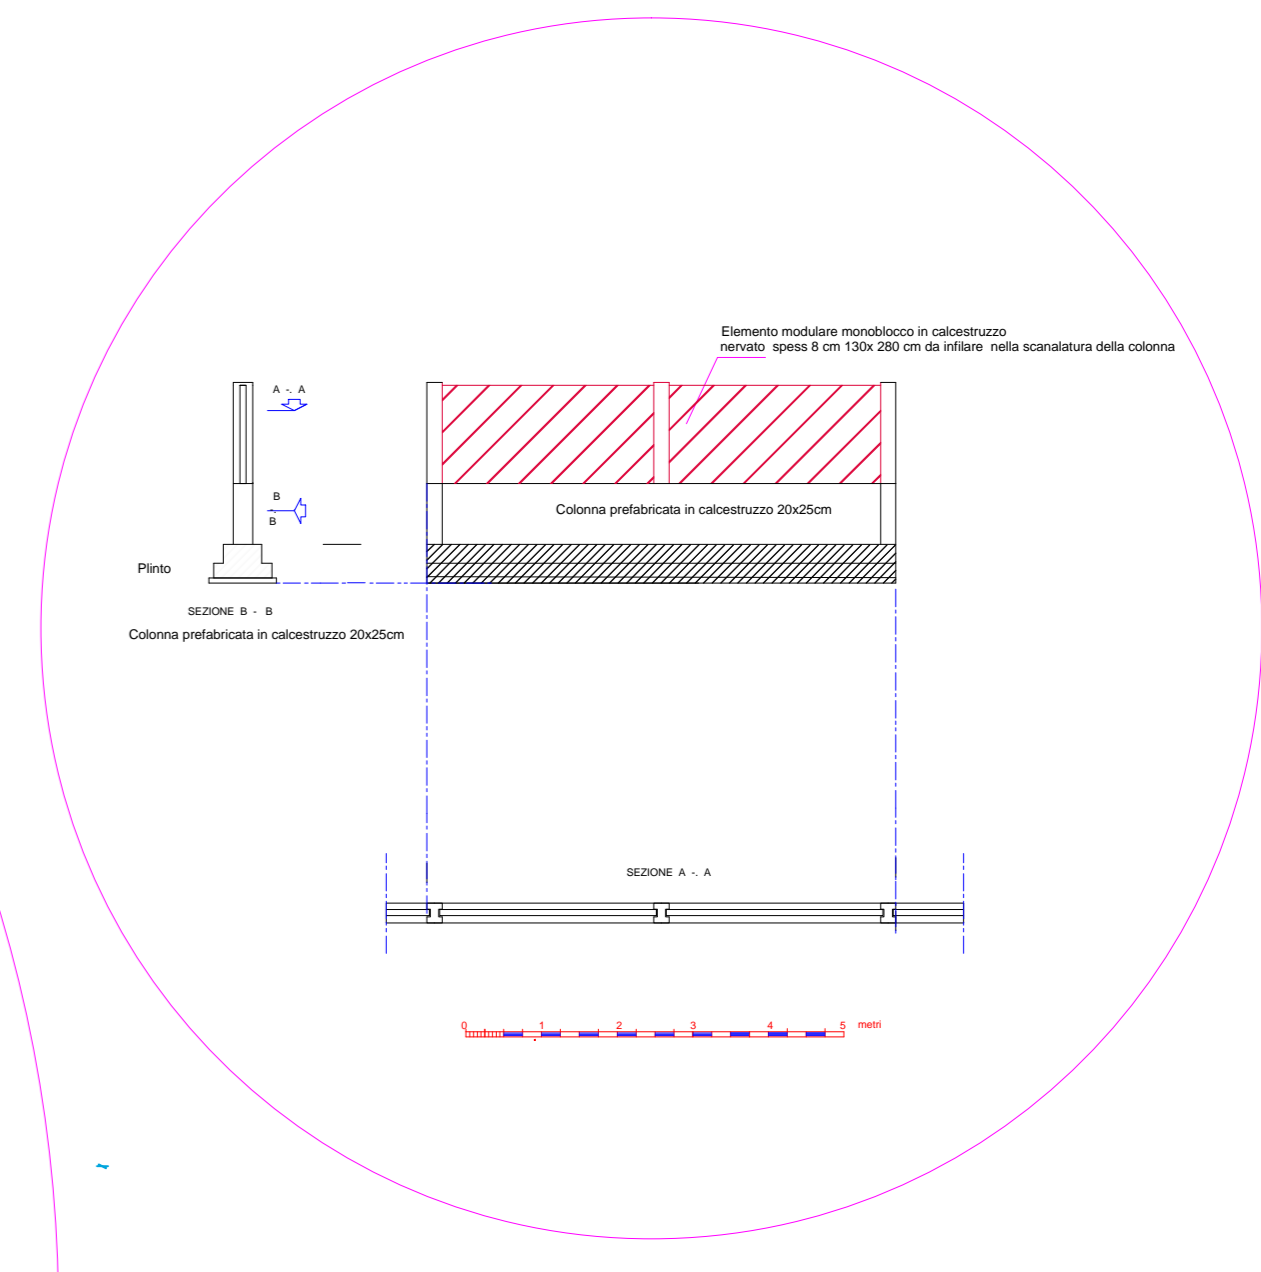 Elemento modulare monoblocco in calcestruzzo
nervato spess 8 cm 130x 280 cm da infilare nella scanalatura della colonna
A -. A
B
B
Colonna prefabricata in calcestruzzo 20x25cm
Plinto
SEZIONE B - B
Colonna prefabricata in calcestruzzo 20x25cm
SEZIONE A -. A
0 1 2 3 4 5 metri